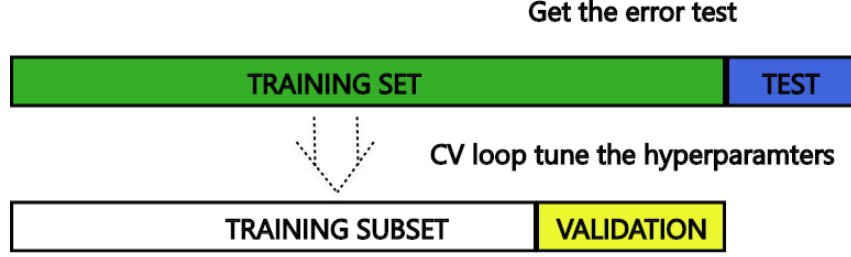 Get the error test
TRAINING SET TEST
CV loop tune the hyperparamters
TRAINING SUBSET VALIDATION